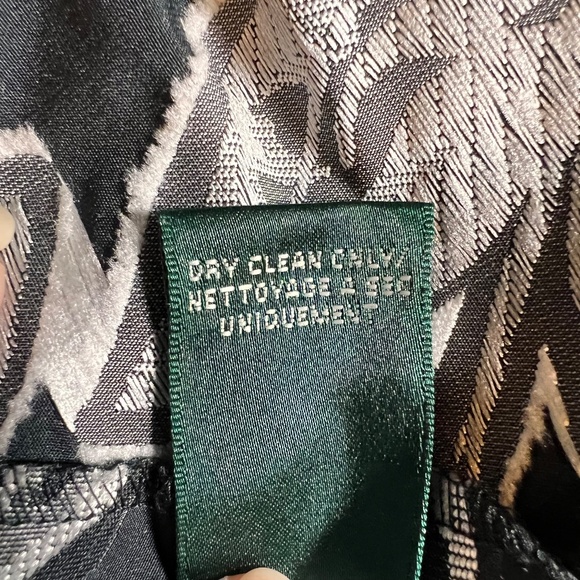 DRY CLEAN ONLY/
NETTOYAGE A SEC
UNIQUEMENT